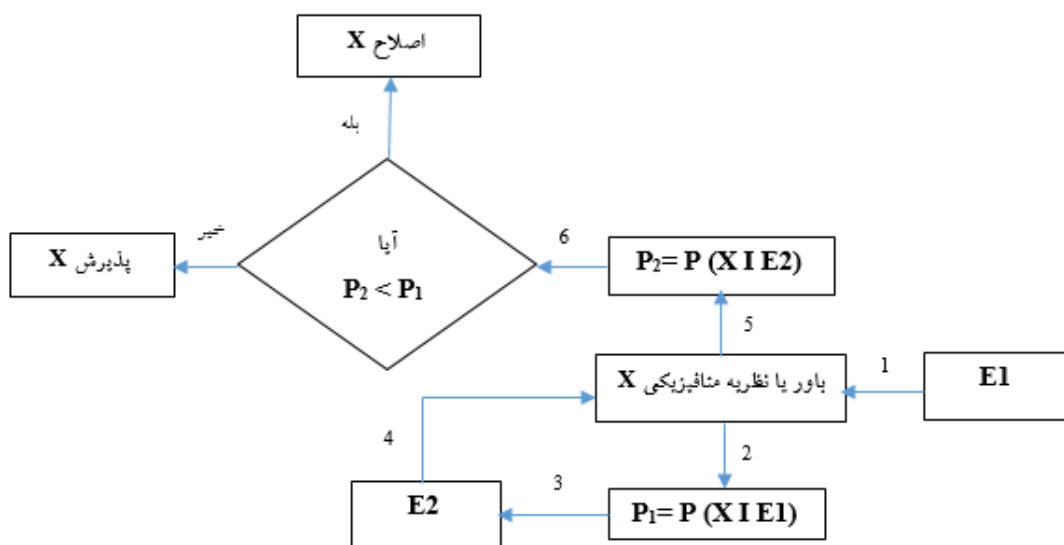 اصلاح X
بله
خیر
پذیرش X
آیا
P₂ < P₁
6
P₂= P (X I E2)
5
باور یا نظریه متافیزیکی X
1
E1
4
2
3
E2
P₁= P (X I E1)